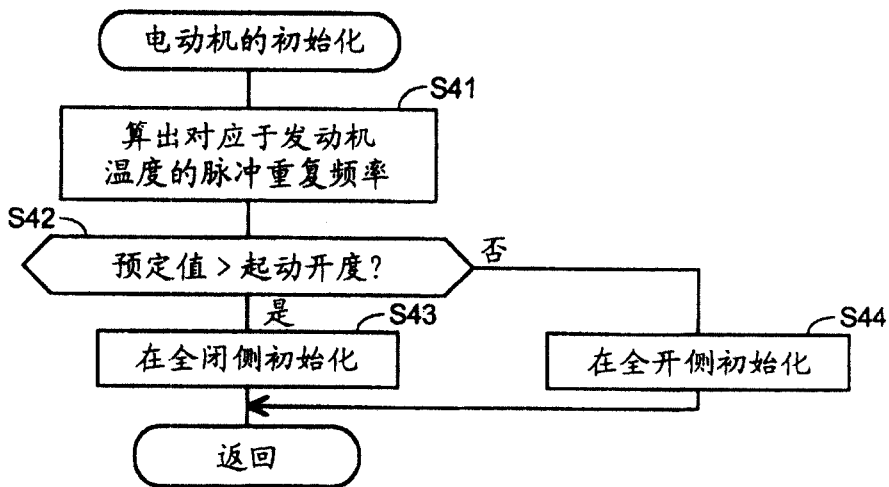 电动机的初始化
S41
算出对应于发动机
温度的脉冲重复频率
S42
预定值 > 起动开度?
否
是
S43
在全闭侧初始化
S44
在全开侧初始化
返回